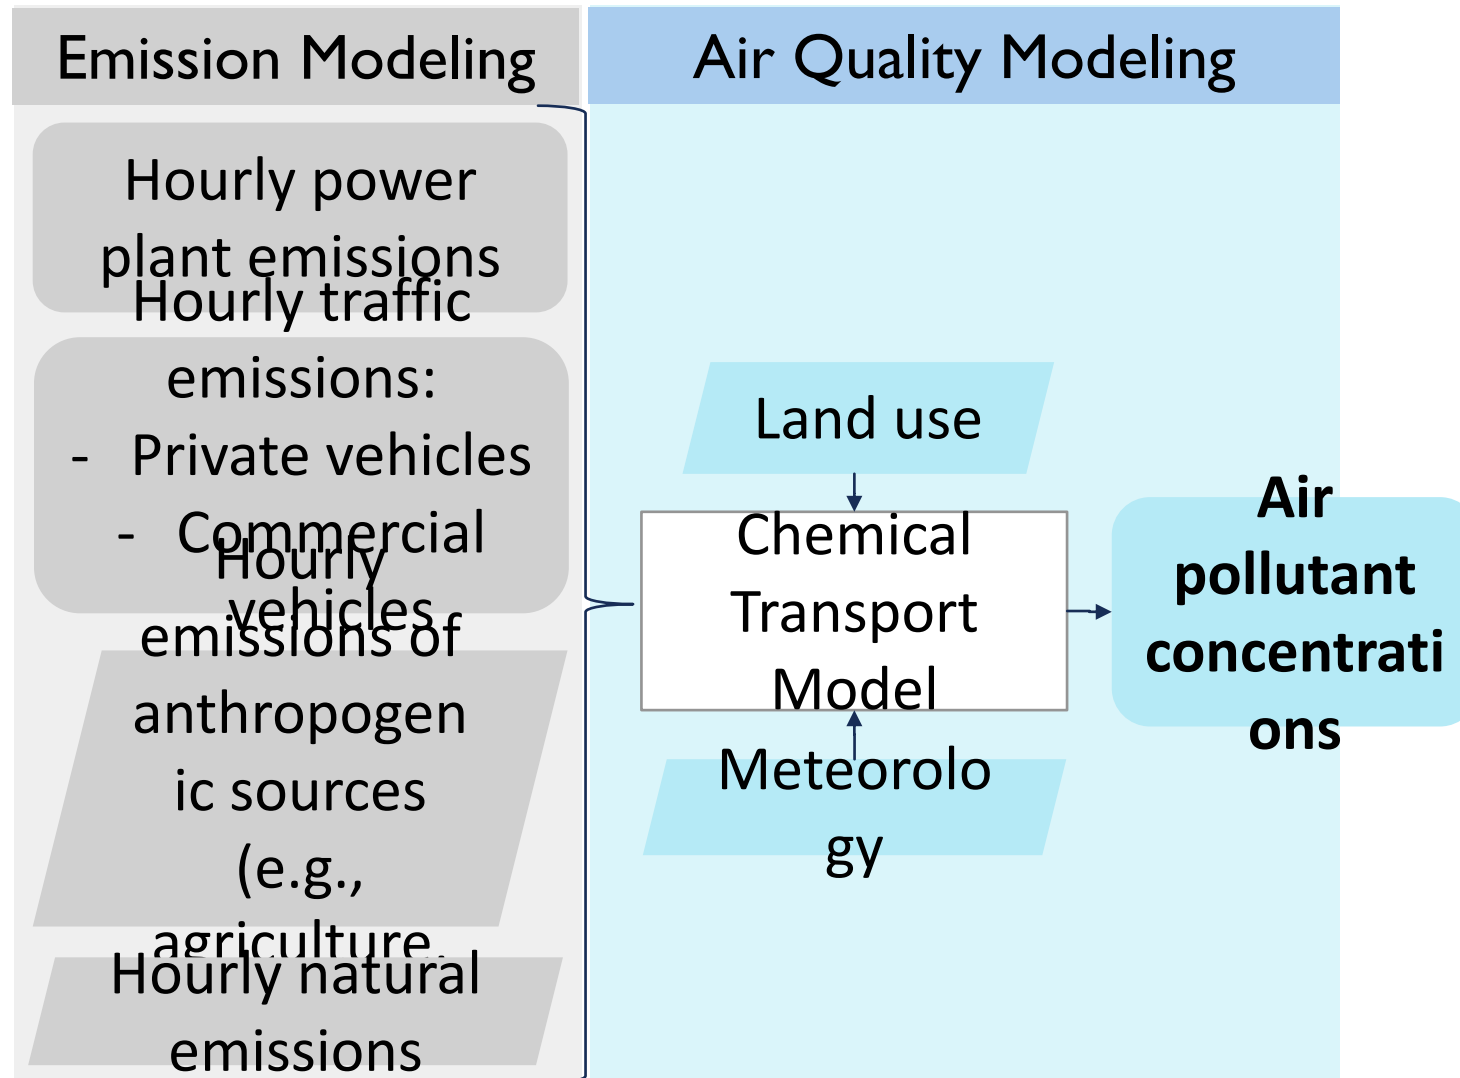 Emission Modeling
Hourly power
plant emissions
Hourly traffic
emissions:
- Private vehicles
- Commercial
vehicles
Hourly
emissions of
anthropogen
ic sources
(e.g.,
agriculture,
Hourly natural
emissions
Air Quality Modeling
Land use
Chemical
Transport
Model
Meteorolo
gy
Air
pollutant
concentrati
ons